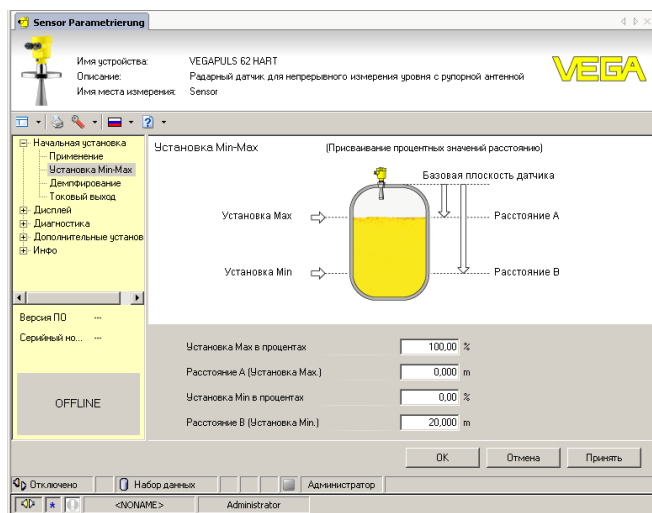 Sensor Parametrierung
Имя устройства: VEGAPULS 62 HART
Описание: Радарный датчик для непрерывного измерения уровня с рупорной антенной
Имя места измерения: Sensor
VEGA
Начальная установка
Применение
Установка Min-Max
Демпфирование
Токовый выход
Дисплей
Диагностика
Дополнительные установ
Инфо
Версия ПО ---
Серийный но... ---
OFFLINE
Установка Min-Max (Присваивание процентных значений расстоянию)
Базовая плоскость датчика
Установка Max Расстояние A
Установка Min Расстояние B
Установка Max в процентах 100,00 %
Расстояние A (Установка Max.) 0,000 m
Установка Min в процентах 0,00 %
Расстояние B (Установка Min.) 20,000 m
OK Отмена Принять
Отключено Набор данных Администратор
<NONAME> Administrator